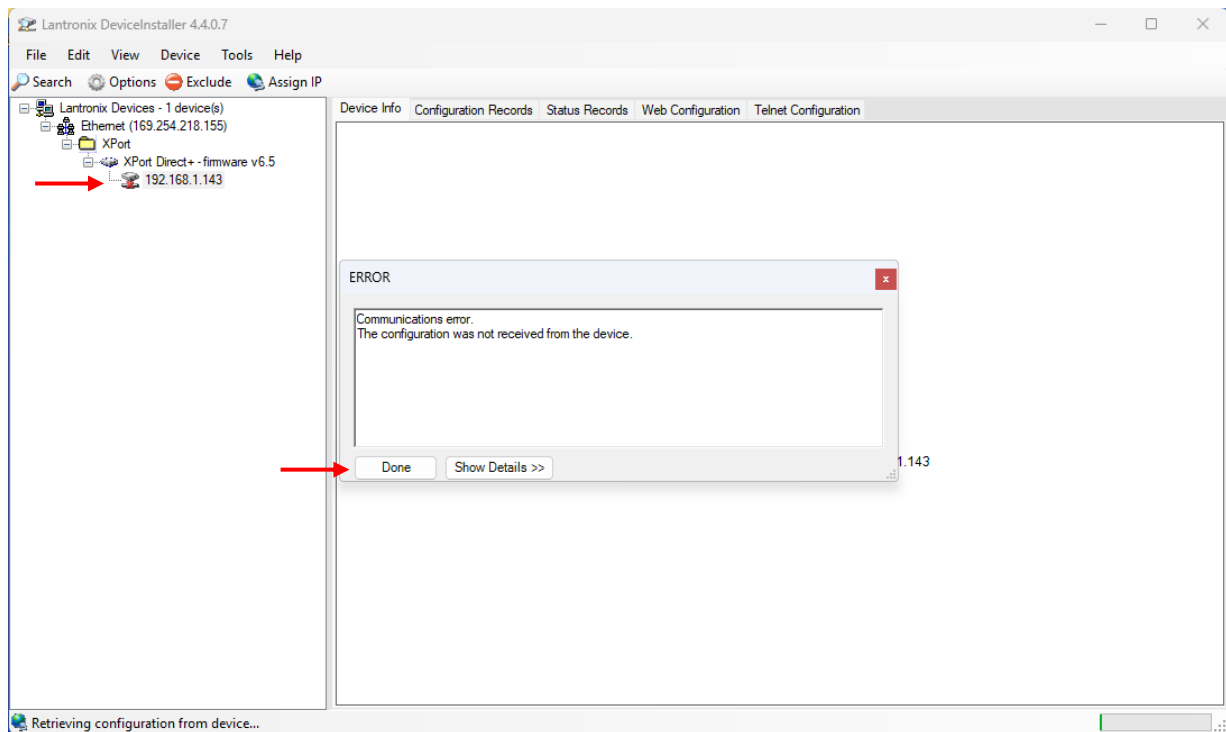 Lantronix DeviceInstaller 4.4.0.7
File Edit View Device Tools Help
Search Options Exclude Assign IP
Lantronix Devices - 1 device(s)
Ethernet (169.254.218.155)
XPort
XPort Direct+ - firmware v6.5
192.168.1.143
Device Info Configuration Records Status Records Web Configuration Telnet Configuration
ERROR
x
Communications error.
The configuration was not received from the device.
Done Show Details >>
1.143
Retrieving configuration from device...